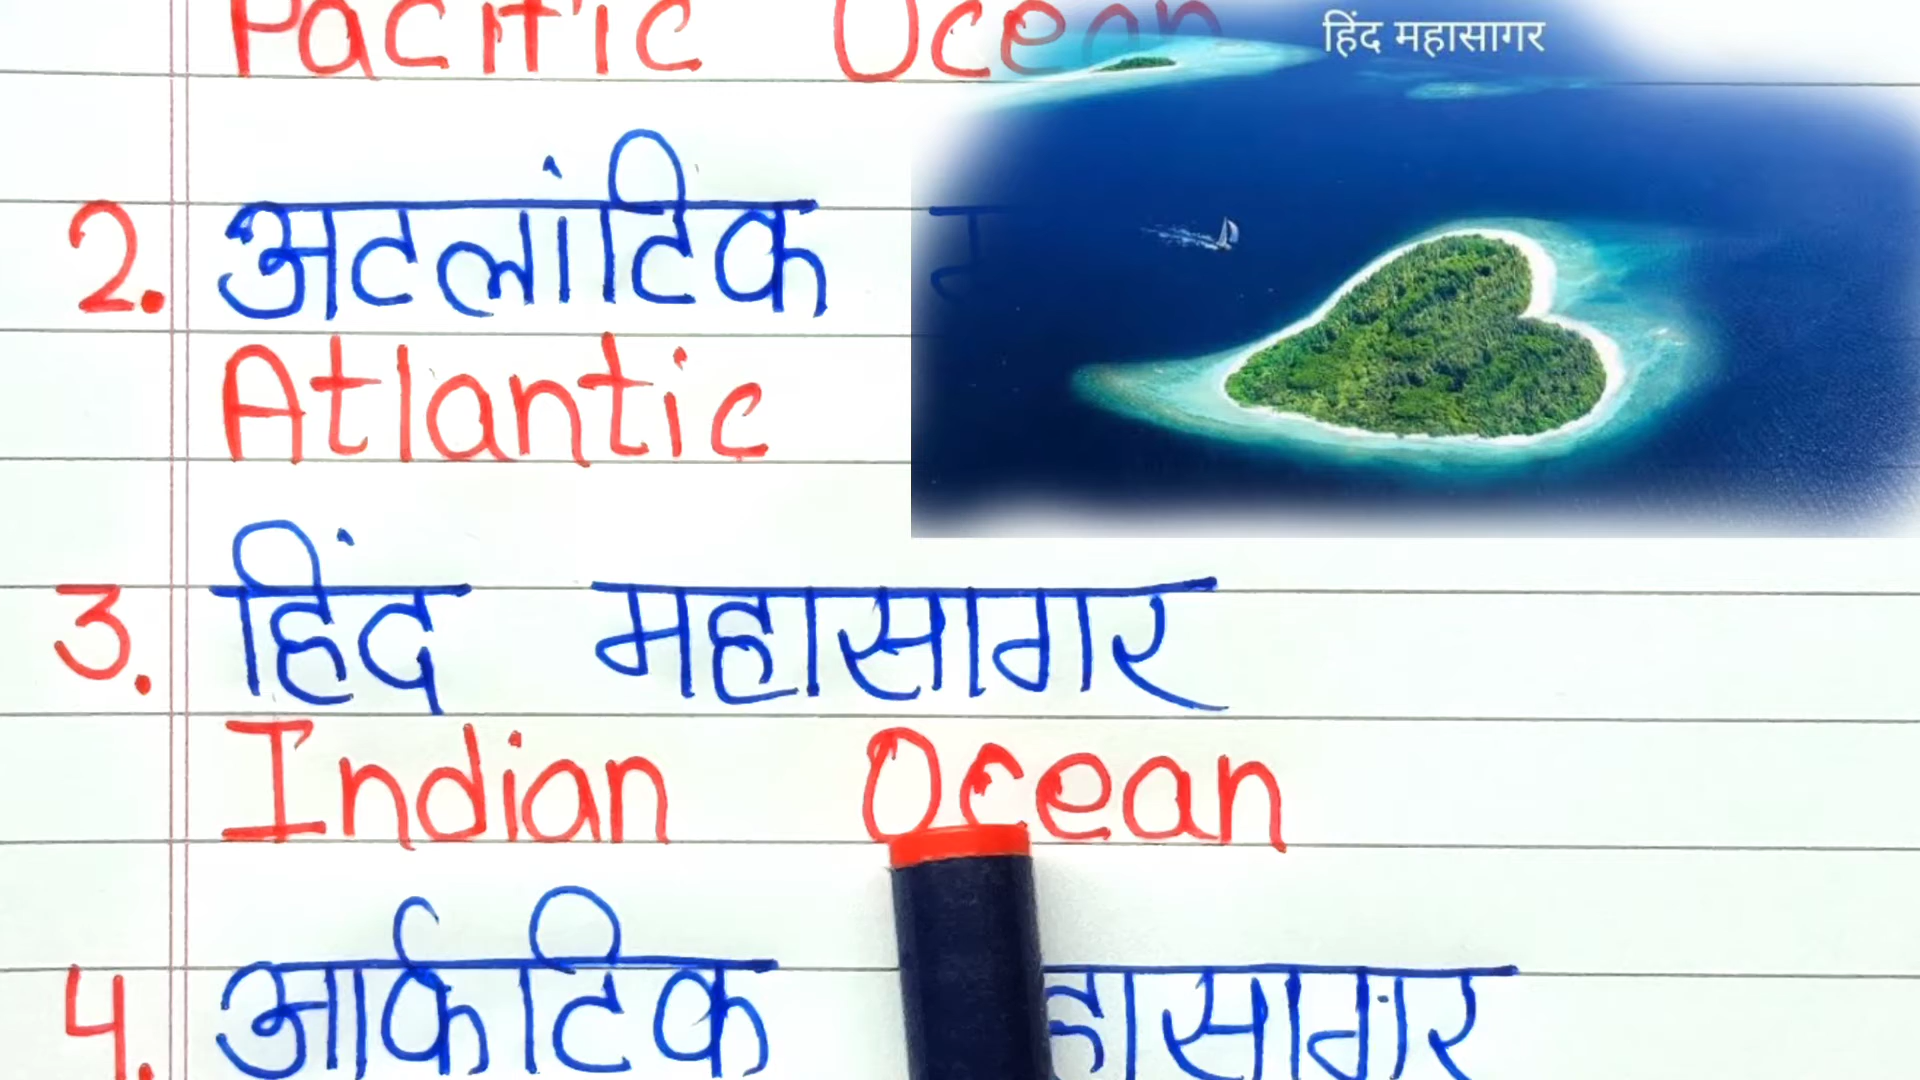 Pacific Ocean
हिंद महासागर
2. अटलांटिक
Atlantic
3. हिंद महासागर
Indian Ocean
4. आर्कटिक